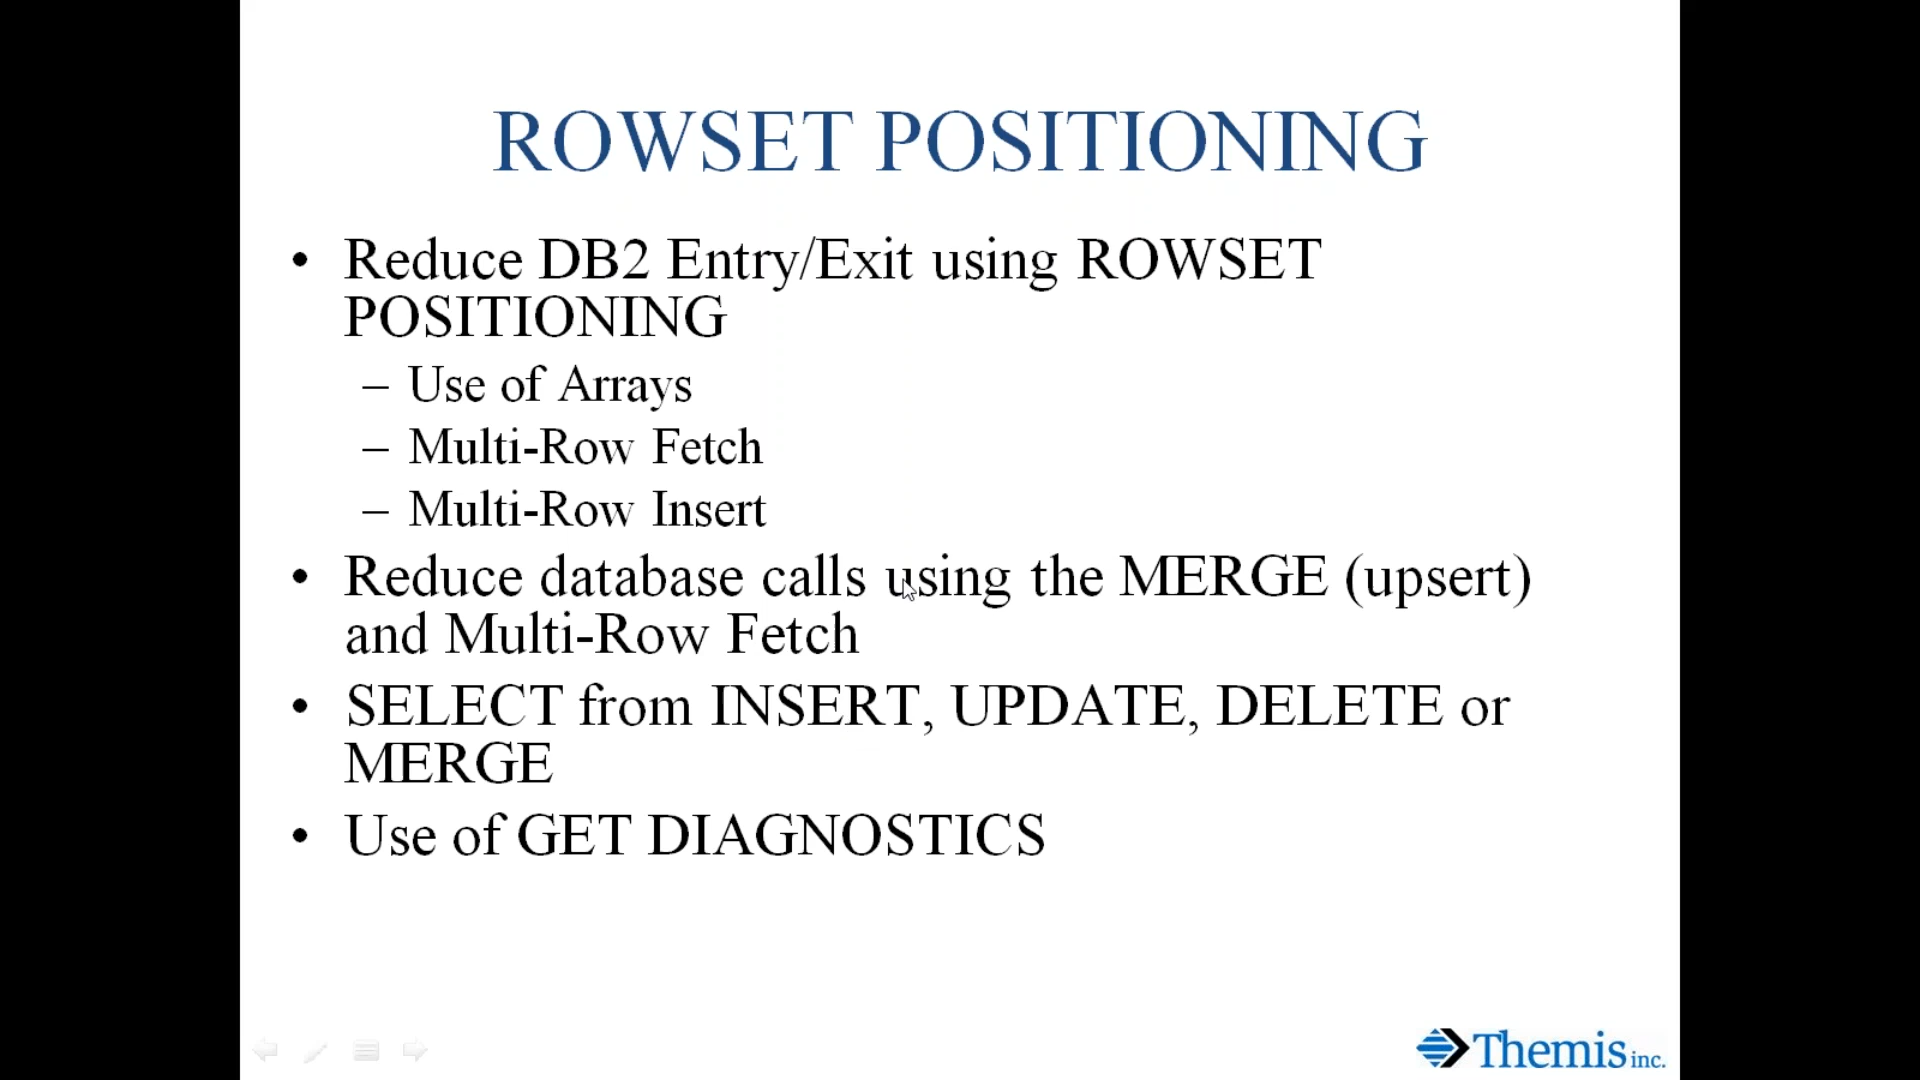 ROWSET POSITIONING
• Reduce DB2 Entry/Exit using ROWSET
POSITIONING
– Use of Arrays
– Multi-Row Fetch
– Multi-Row Insert
• Reduce database calls using the MERGE (upsert)
and Multi-Row Fetch
• SELECT from INSERT, UPDATE, DELETE or
MERGE
• Use of GET DIAGNOSTICS
Themis inc.